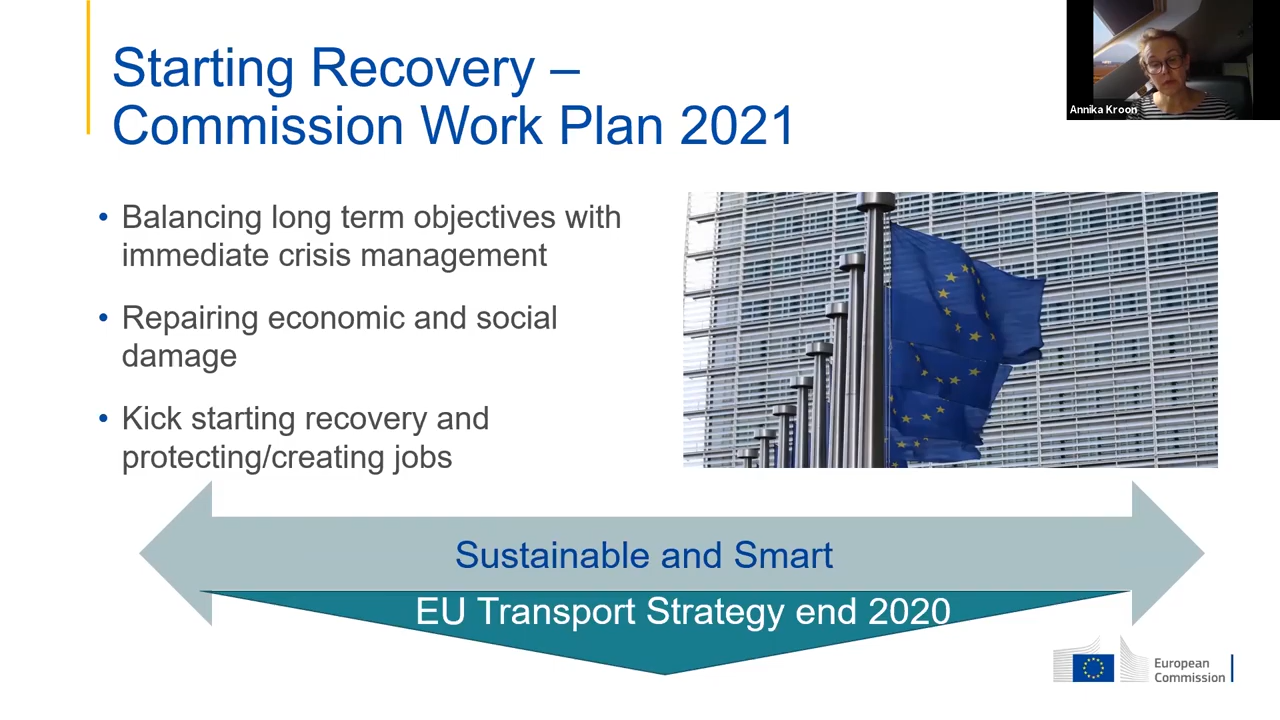 Starting Recovery –
Commission Work Plan 2021
Annika Kroon
• Balancing long term objectives with
immediate crisis management
• Repairing economic and social
damage
• Kick starting recovery and
protecting/creating jobs
Sustainable and Smart
EU Transport Strategy end 2020
European
Commission